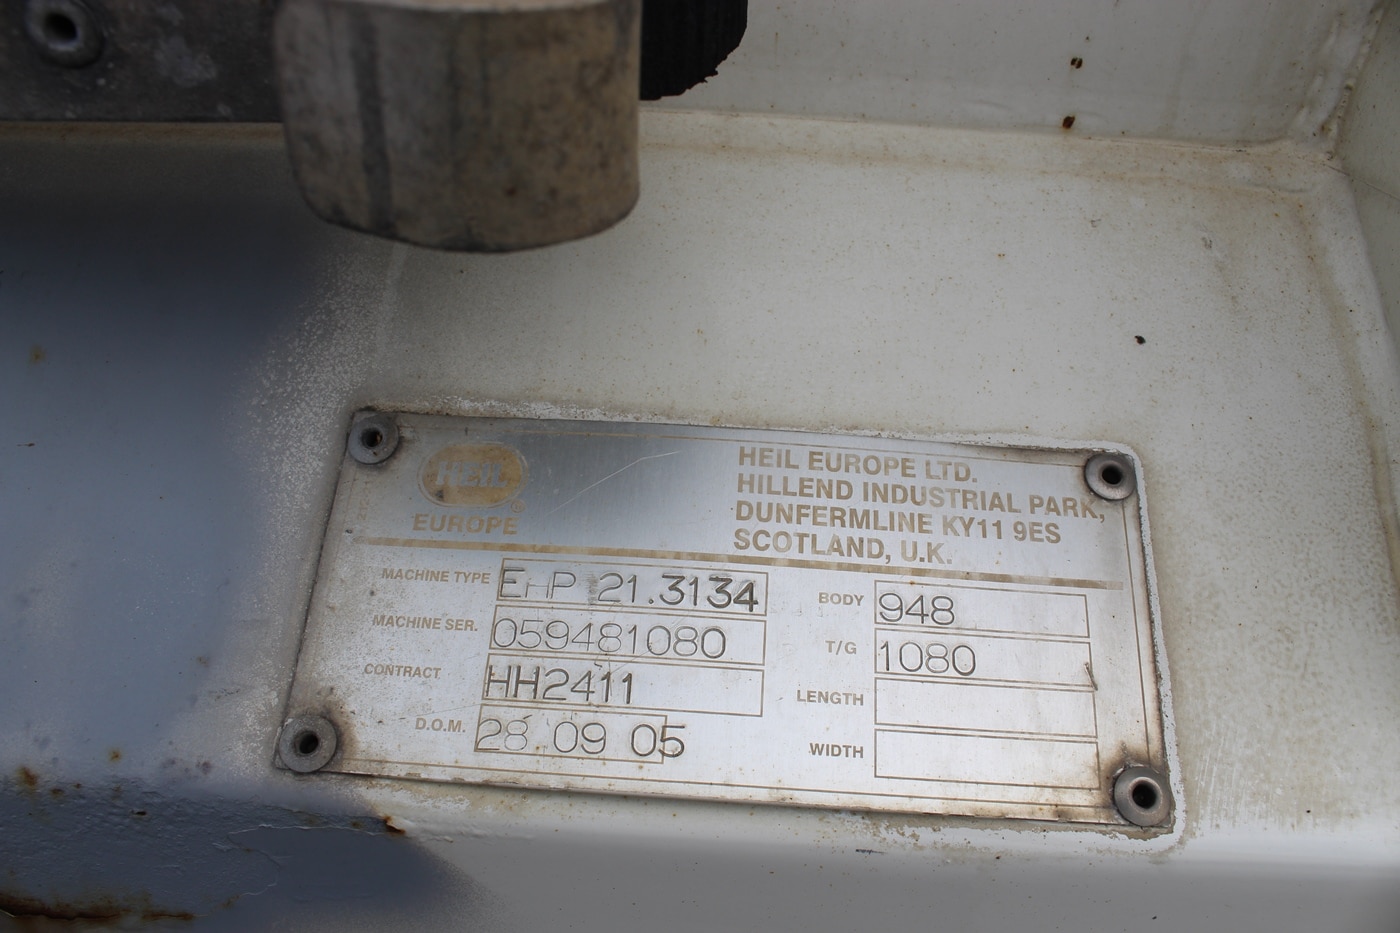 HEIL®
EUROPE
HEIL EUROPE LTD.
HILLEND INDUSTRIAL PARK,
DUNFERMLINE KY11 9ES
SCOTLAND, U.K.
MACHINE TYPE EHP 21.3134
MACHINE SER. 059481080
CONTRACT HH2411
D.O.M. 28 09 05
BODY 948
T/G 1080
LENGTH
WIDTH